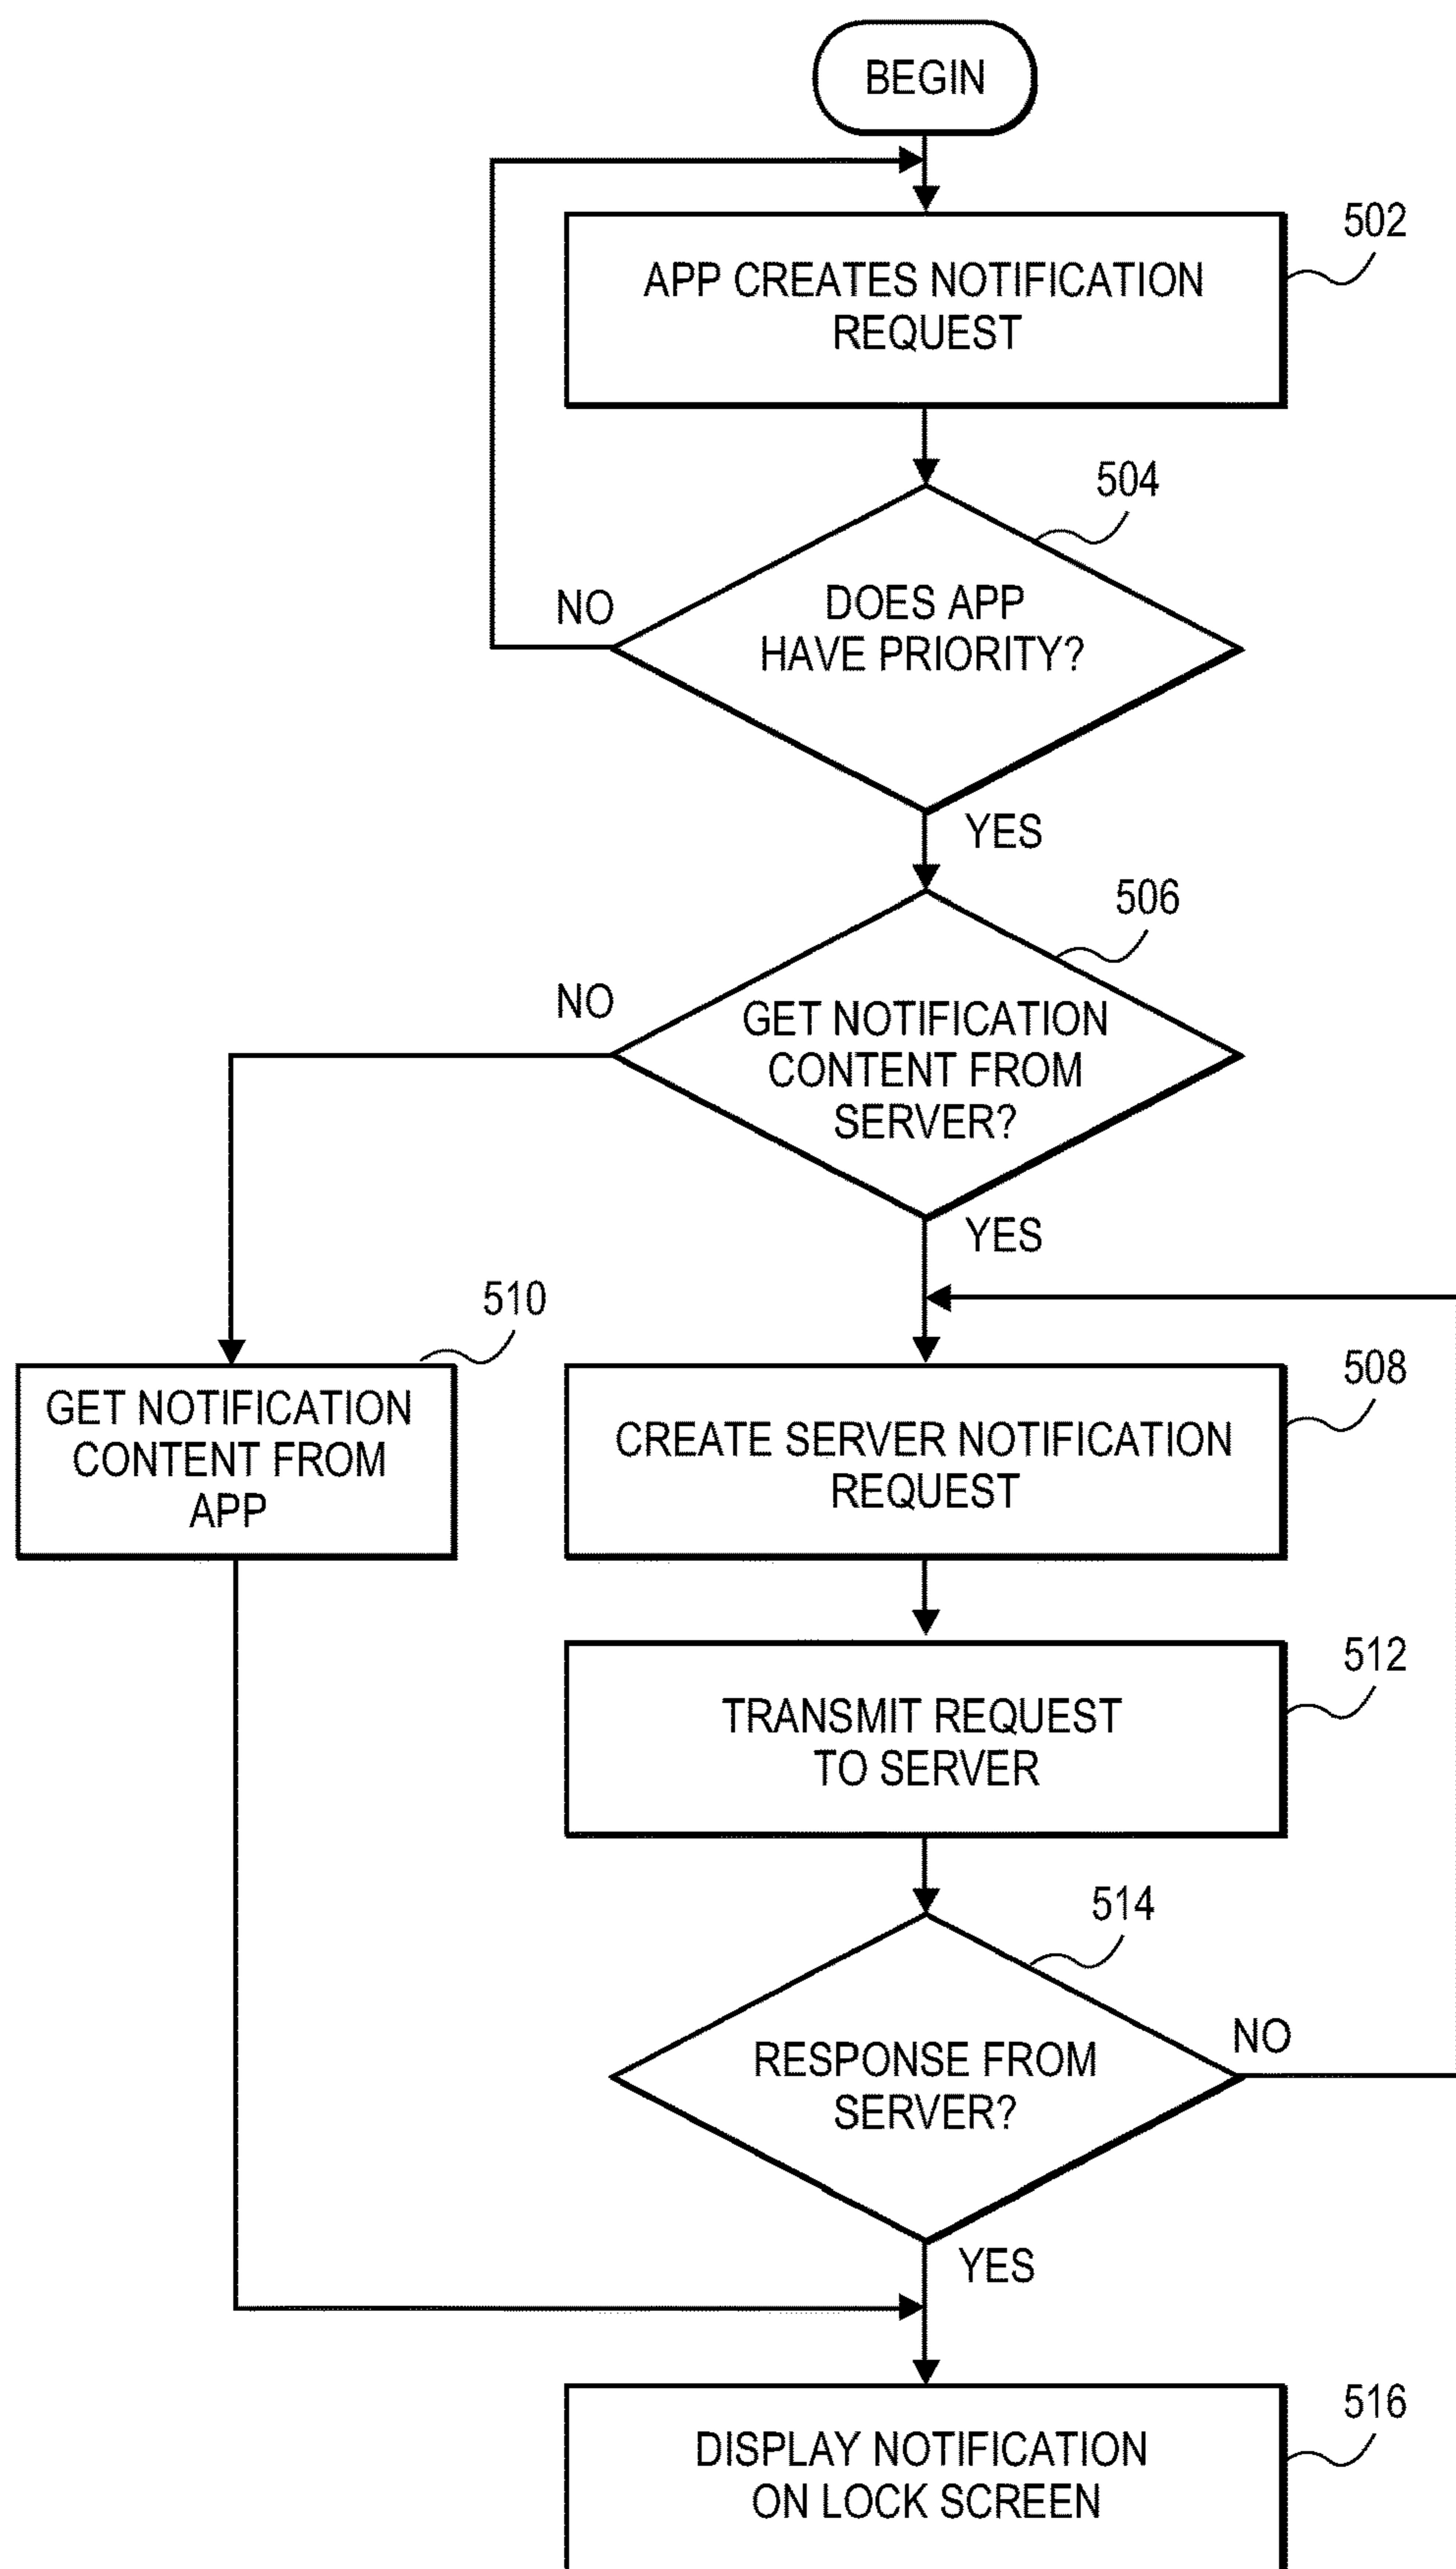 BEGIN
502
APP CREATES NOTIFICATION
REQUEST
504
DOES APP
HAVE PRIORITY?
NO
YES
506
GET NOTIFICATION
CONTENT FROM
SERVER?
NO
YES
510
GET NOTIFICATION
CONTENT FROM
APP
508
CREATE SERVER NOTIFICATION
REQUEST
512
TRANSMIT REQUEST
TO SERVER
514
RESPONSE FROM
SERVER?
NO
YES
516
DISPLAY NOTIFICATION
ON LOCK SCREEN